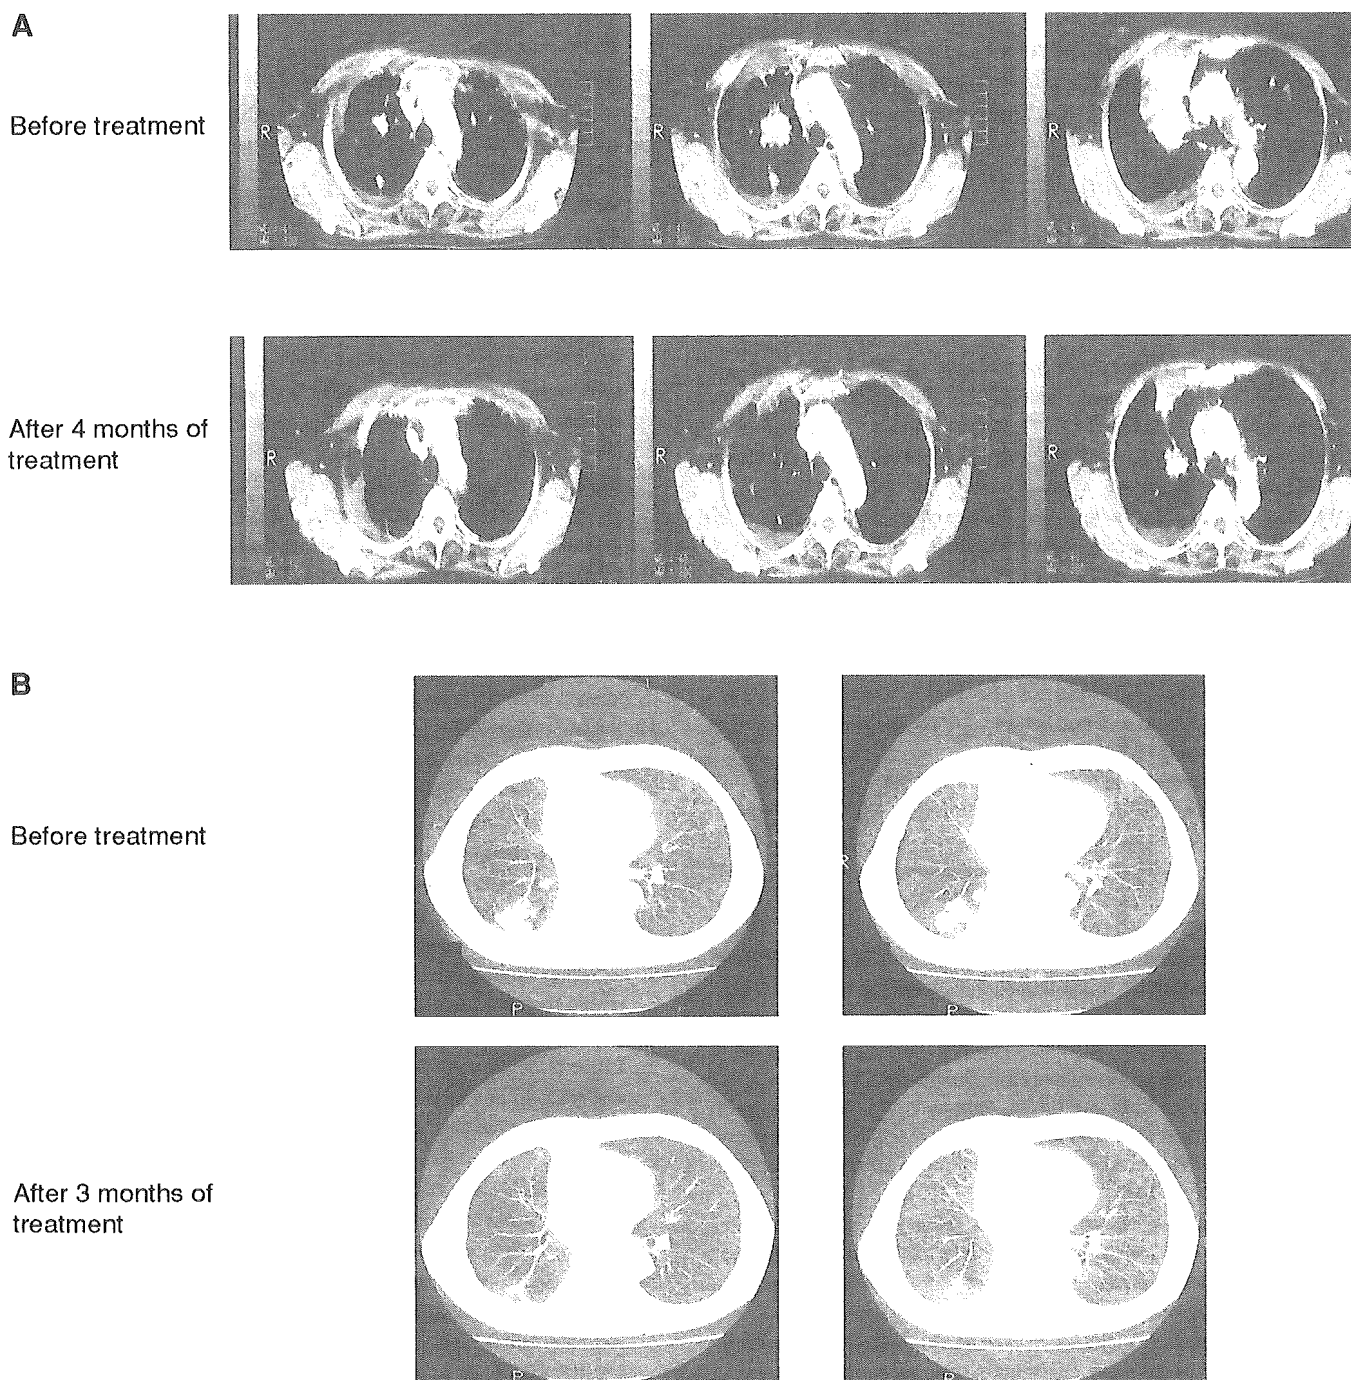 A
Before treatment
R
R
R
After 4 months of
treatment
R
R
R
B
Before treatment
R
P
P
After 3 months of
treatment
P
P